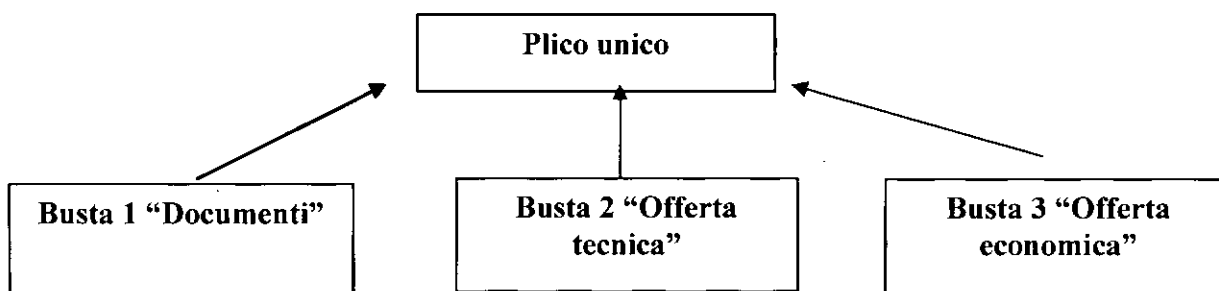 Plico unico
Busta 1 “Documenti”
Busta 2 “Offerta
tecnica”
Busta 3 “Offerta
economica”